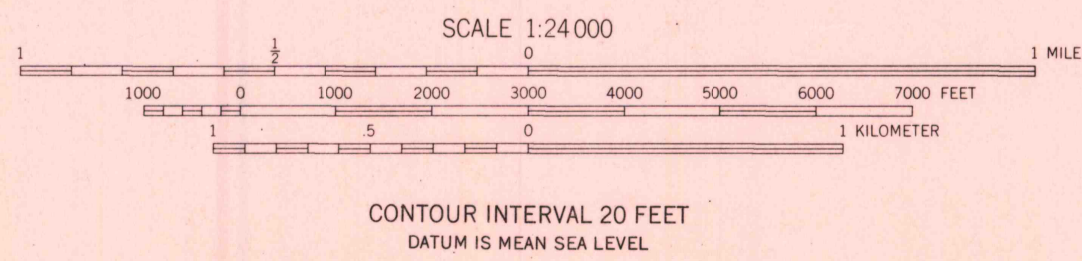 SCALE 1:24 000
1 1/2 0 1 MILE
1000 0 1000 2000 3000 4000 5000 6000 7000 FEET
1 .5 0 1 KILOMETER
CONTOUR INTERVAL 20 FEET
DATUM IS MEAN SEA LEVEL